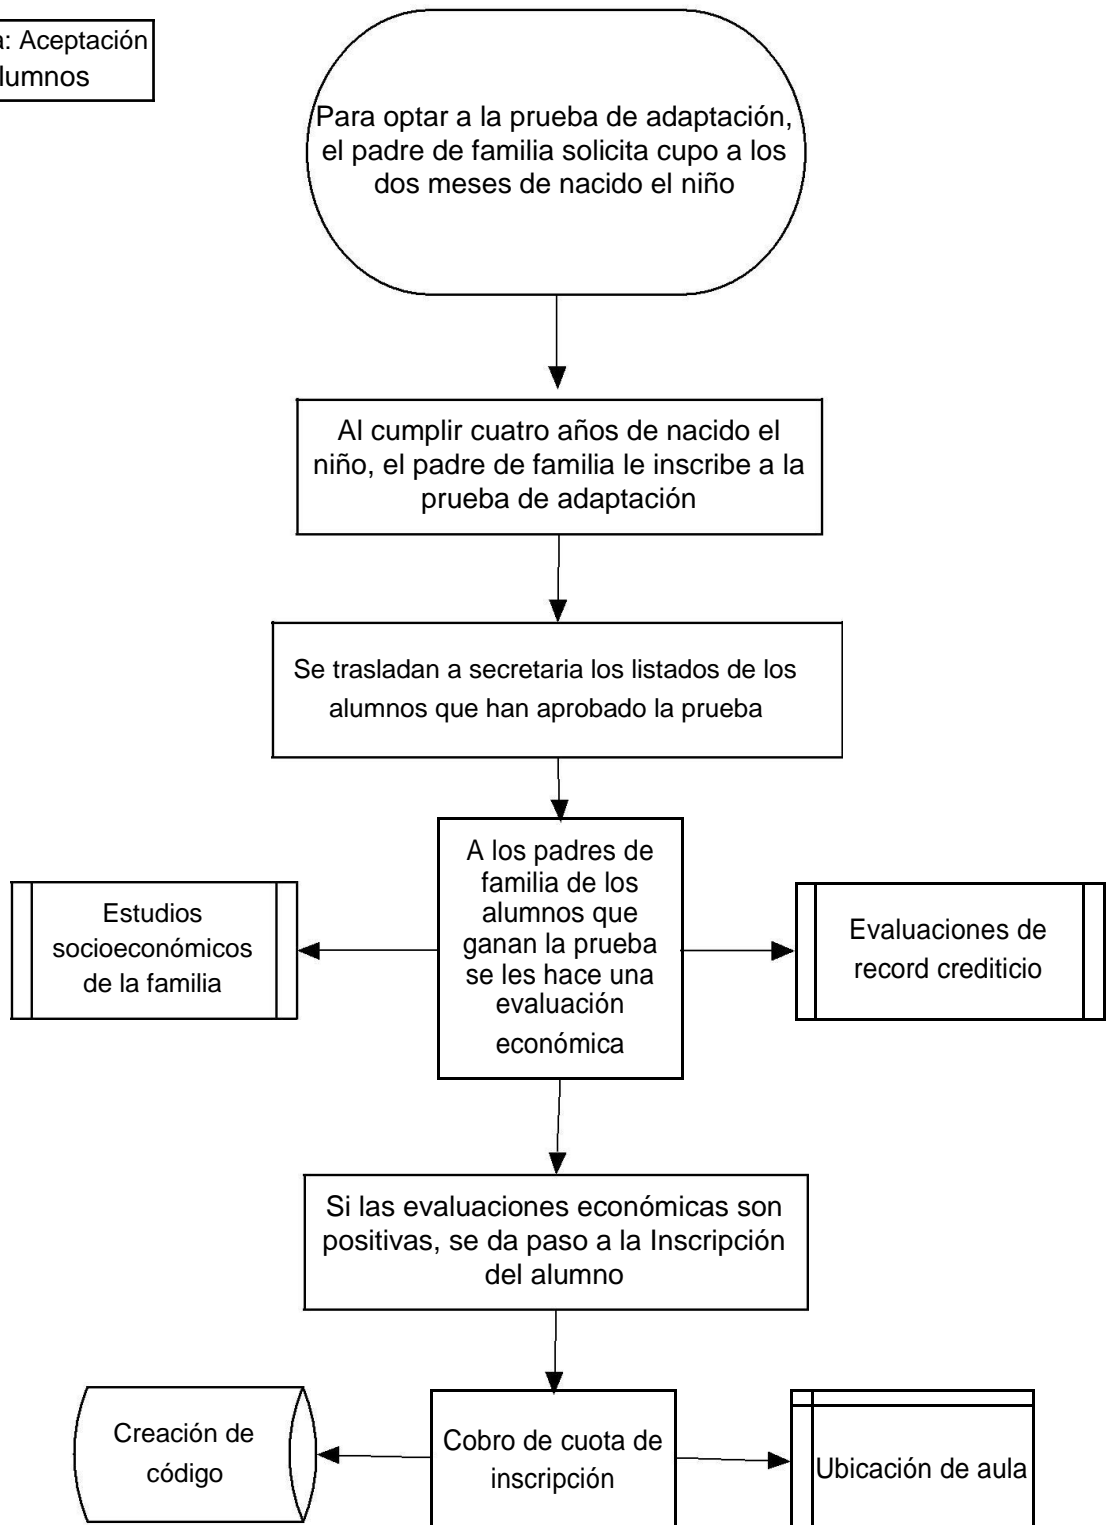 a: Aceptación
lumnos
Para optar a la prueba de adaptación,
el padre de familia solicita cupo a los
dos meses de nacido el niño
Al cumplir cuatro años de nacido el
niño, el padre de familia le inscribe a la
prueba de adaptación
Se trasladan a secretaria los listados de los
alumnos que han aprobado la prueba
A los padres de
familia de los
alumnos que
ganan la prueba
se les hace una
evaluación
económica
Estudios
socioeconómicos
de la familia
Evaluaciones de
record crediticio
Si las evaluaciones económicas son
positivas, se da paso a la Inscripción
del alumno
Creación de
código
Cobro de cuota de
inscripción
Ubicación de aula